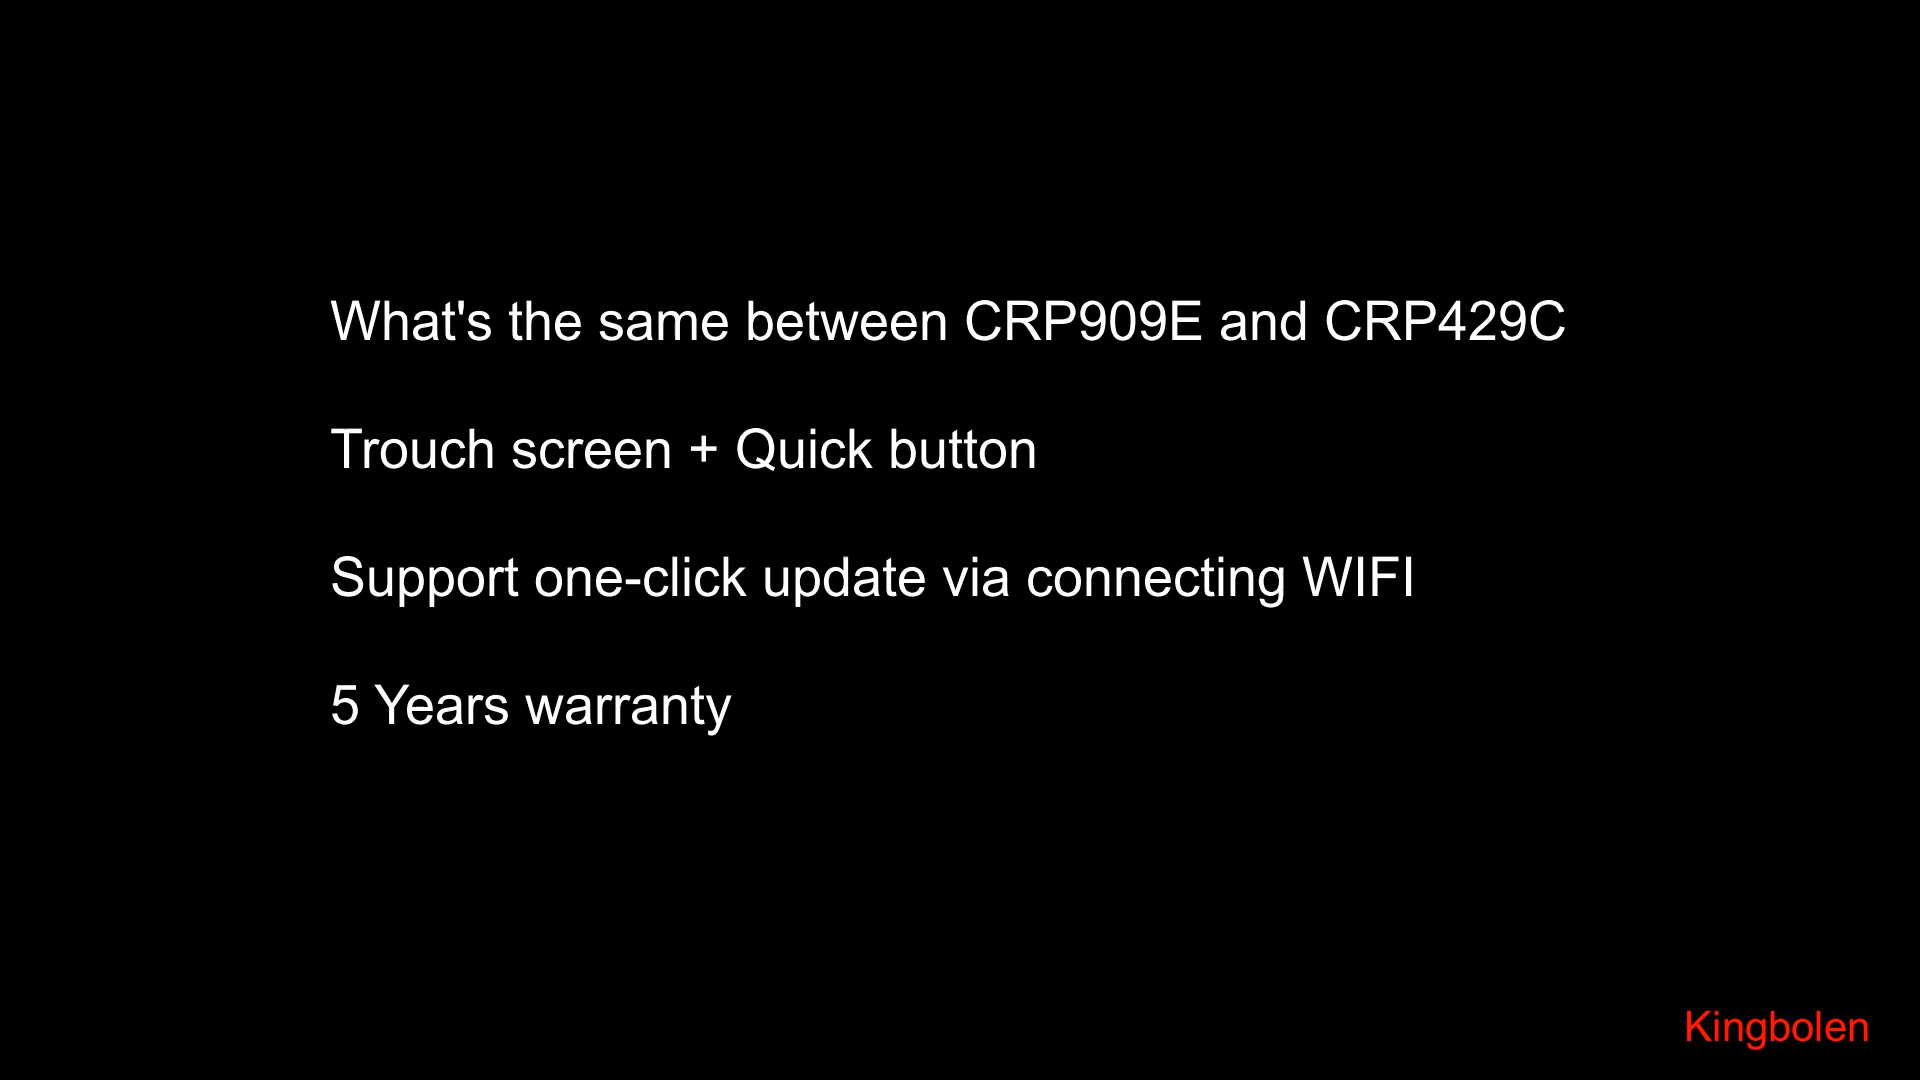 What's the same between CRP909E and CRP429C
Trouch screen + Quick button
Support one-click update via connecting WIFI
5 Years warranty
Kingbolen